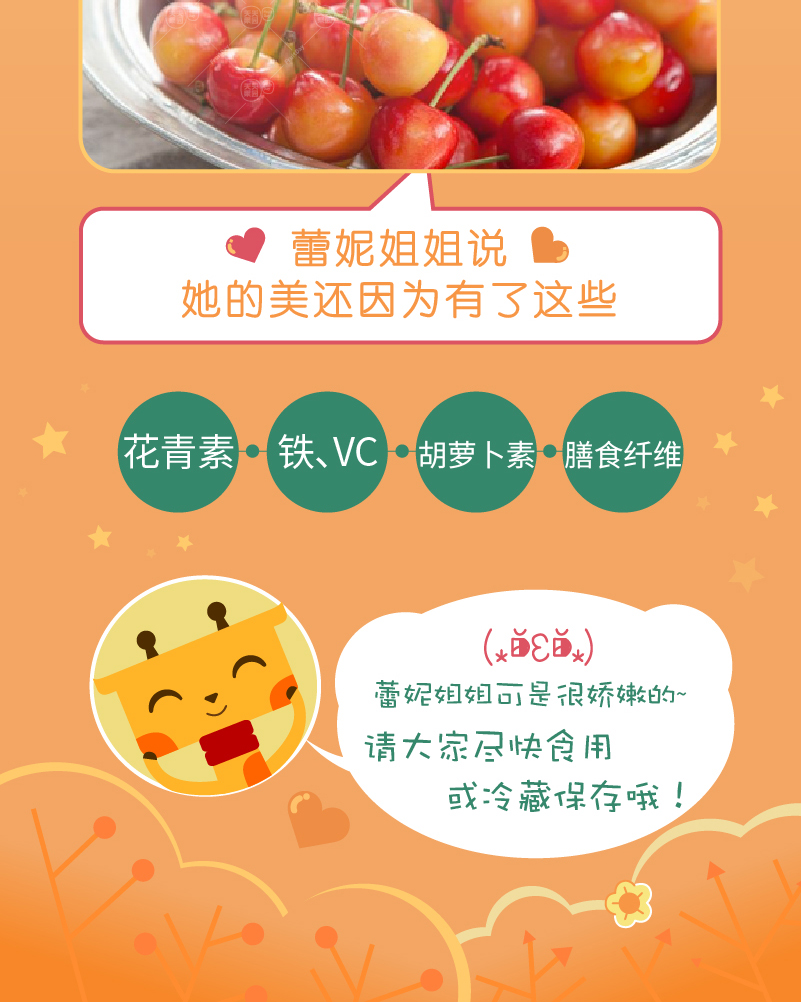 蕾妮姐姐说
她的美还因为有了这些
花青素
铁、VC
胡萝卜素
膳食纤维
蕾妮姐姐可是很娇嫩的~
请大家尽快食用
或冷藏保存哦！